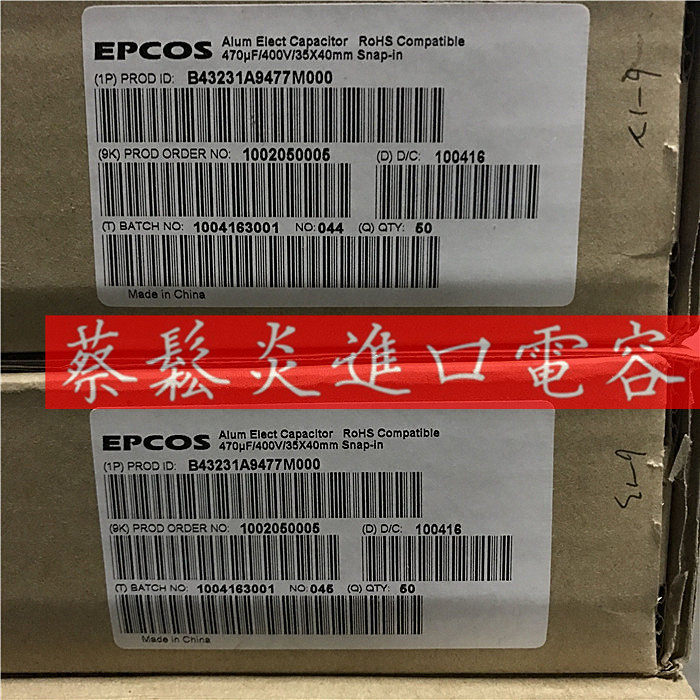 EPCOS Alum Elect Capacitor RoHS Compatible
470µF/400V/35X40mm Snap-in
(1P) PROD ID: B43231A9477M000
(9K) PROD ORDER NO: 1002050005 (D) D/C: 100416
(T) BATCH NO: 1004163001 NO: 044 (Q) QTY: 50
Made in China
蔡鬆炎進口電容
EPCOS Alum Elect Capacitor RoHS Compatible
470µF/400V/35X40mm Snap-in
(1P) PROD ID: B43231A9477M000
(9K) PROD ORDER NO: 1002050005 (D) D/C: 100416
(T) BATCH NO: 1004163001 NO: 045 (Q) QTY: 50
Made in China